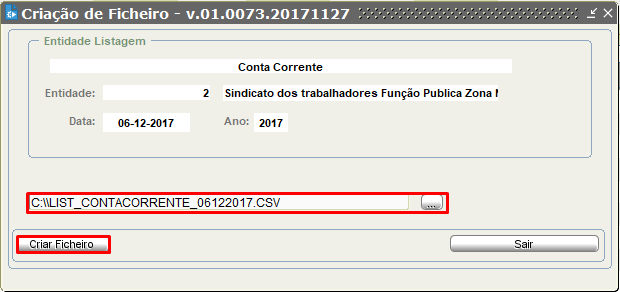 Criação de Ficheiro - v.01.0073.20171127
Entidade Listagem
Conta Corrente
Entidade: 2 Sindicato dos trabalhadores Função Publica Zona
Data: 06-12-2017 Ano: 2017
C:\\LIST_CONTACORRENTE_06122017.CSV ...
Criar Ficheiro Sair